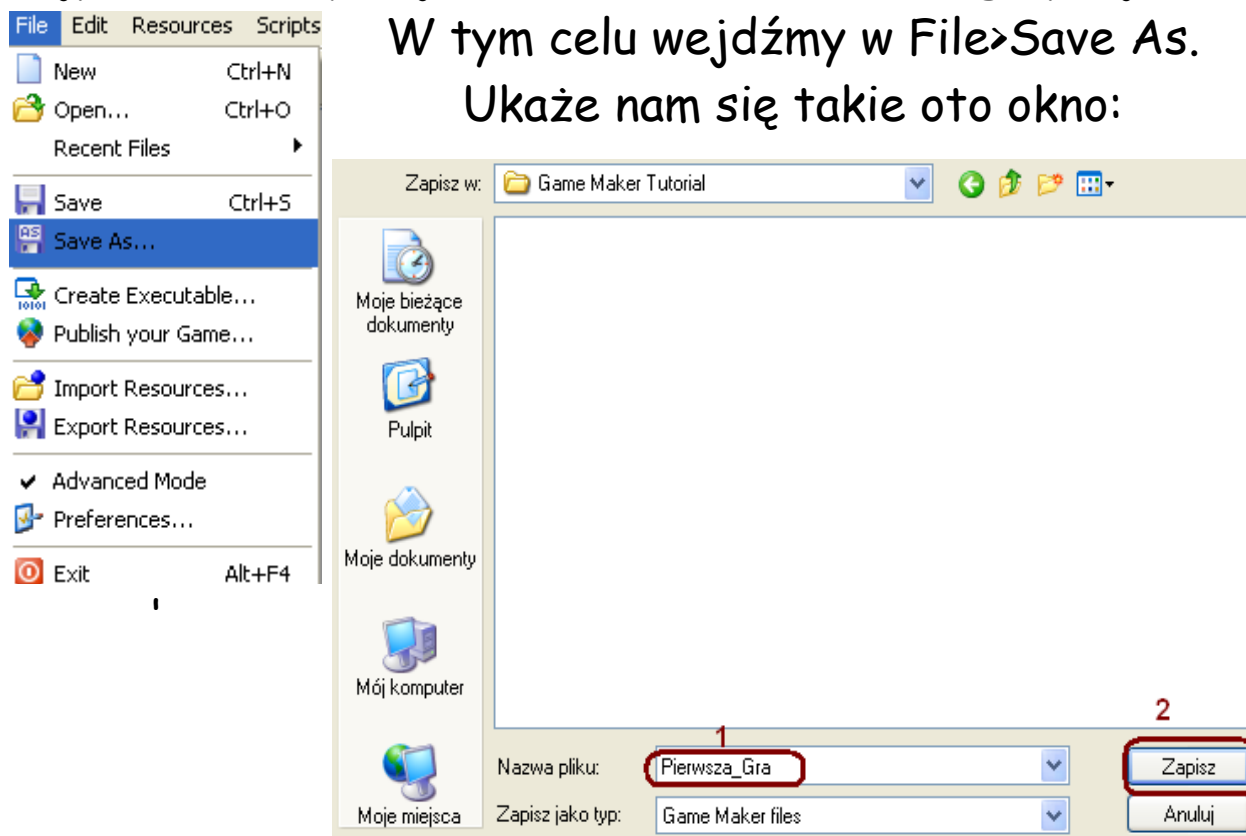 File Edit Resources Scripts
New Ctrl+N
Open... Ctrl+O
Recent Files
Save Ctrl+S
AS Save As...
Create Executable...
Publish your Game...
Import Resources...
Export Resources...
Advanced Mode
Preferences...
Exit Alt+F4
W tym celu wejdźmy w File>Save As.
Ukaże nam się takie oto okno:
Zapisz w: Game Maker Tutorial
Moje bieżące
dokumenty
Pulpit
Moje dokumenty
Mój komputer
Moje miejsca
1
2
Nazwa pliku: Pierwsza_Gra Zapisz
Zapisz jako typ: Game Maker files Anuluj